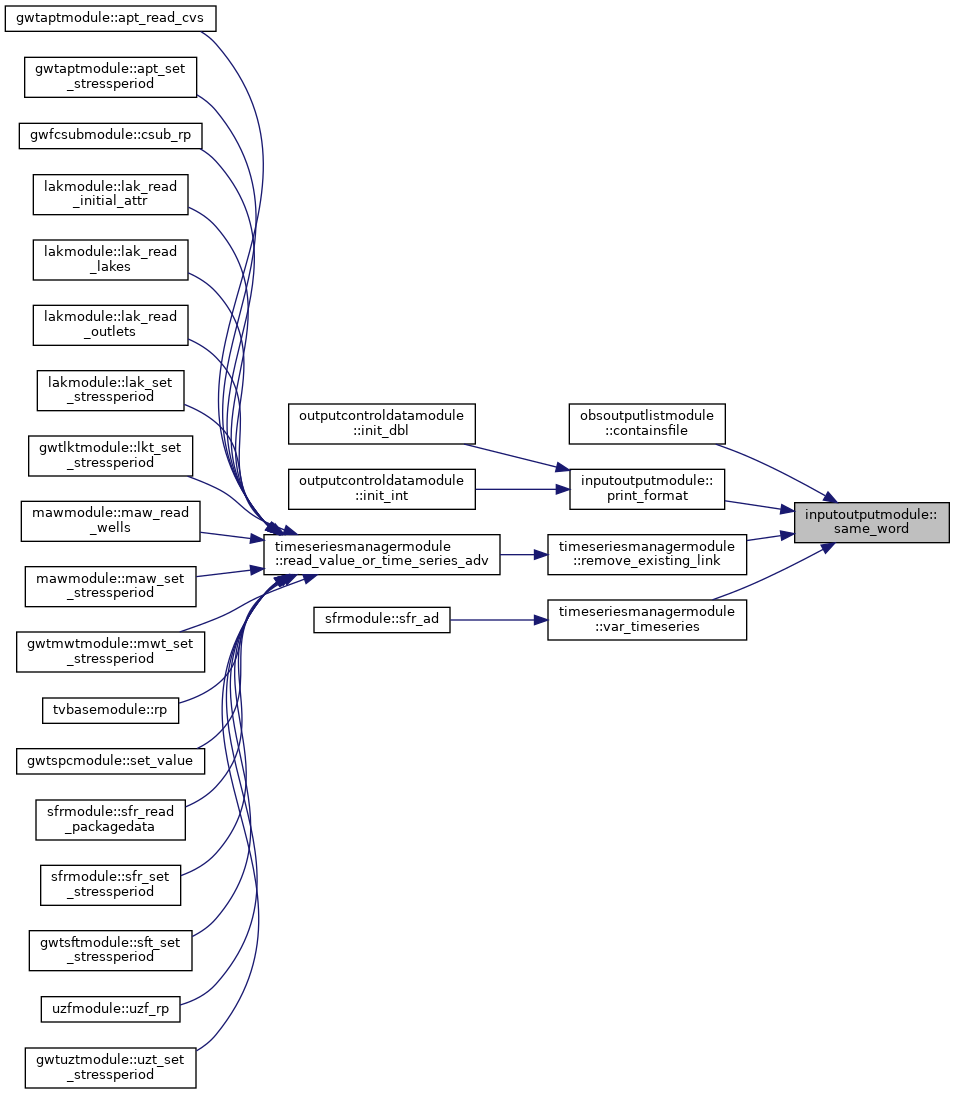 gwtaptmodule::apt_read_cvs
gwtaptmodule::apt_set
_stressperiod
gwfcsubmodule::csub_rp
lakmodule::lak_read
_initial_attr
lakmodule::lak_read
_lakes
lakmodule::lak_read
_outlets
lakmodule::lak_set
_stressperiod
gwtlktmodule::lkt_set
_stressperiod
mawmodule::maw_read
_wells
mawmodule::maw_set
_stressperiod
gwtmwtmodule::mwt_set
_stressperiod
tvbasemodule::rp
gwtspcmodule::set_value
sfrmodule::sfr_read
_packagedata
sfrmodule::sfr_set
_stressperiod
gwtsftmodule::sft_set
_stressperiod
uzfmodule::uzf_rp
gwtuztmodule::uzt_set
_stressperiod
outputcontroldatamodule
::init_dbl
outputcontroldatamodule
::init_int
timeseriesmanagermodule
::read_value_or_time_series_adv
sfrmodule::sfr_ad
obsoutputlistmodule
::containsfile
inputoutputmodule::
print_format
timeseriesmanagermodule
::remove_existing_link
timeseriesmanagermodule
::var_timeseries
inputoutputmodule::
same_word